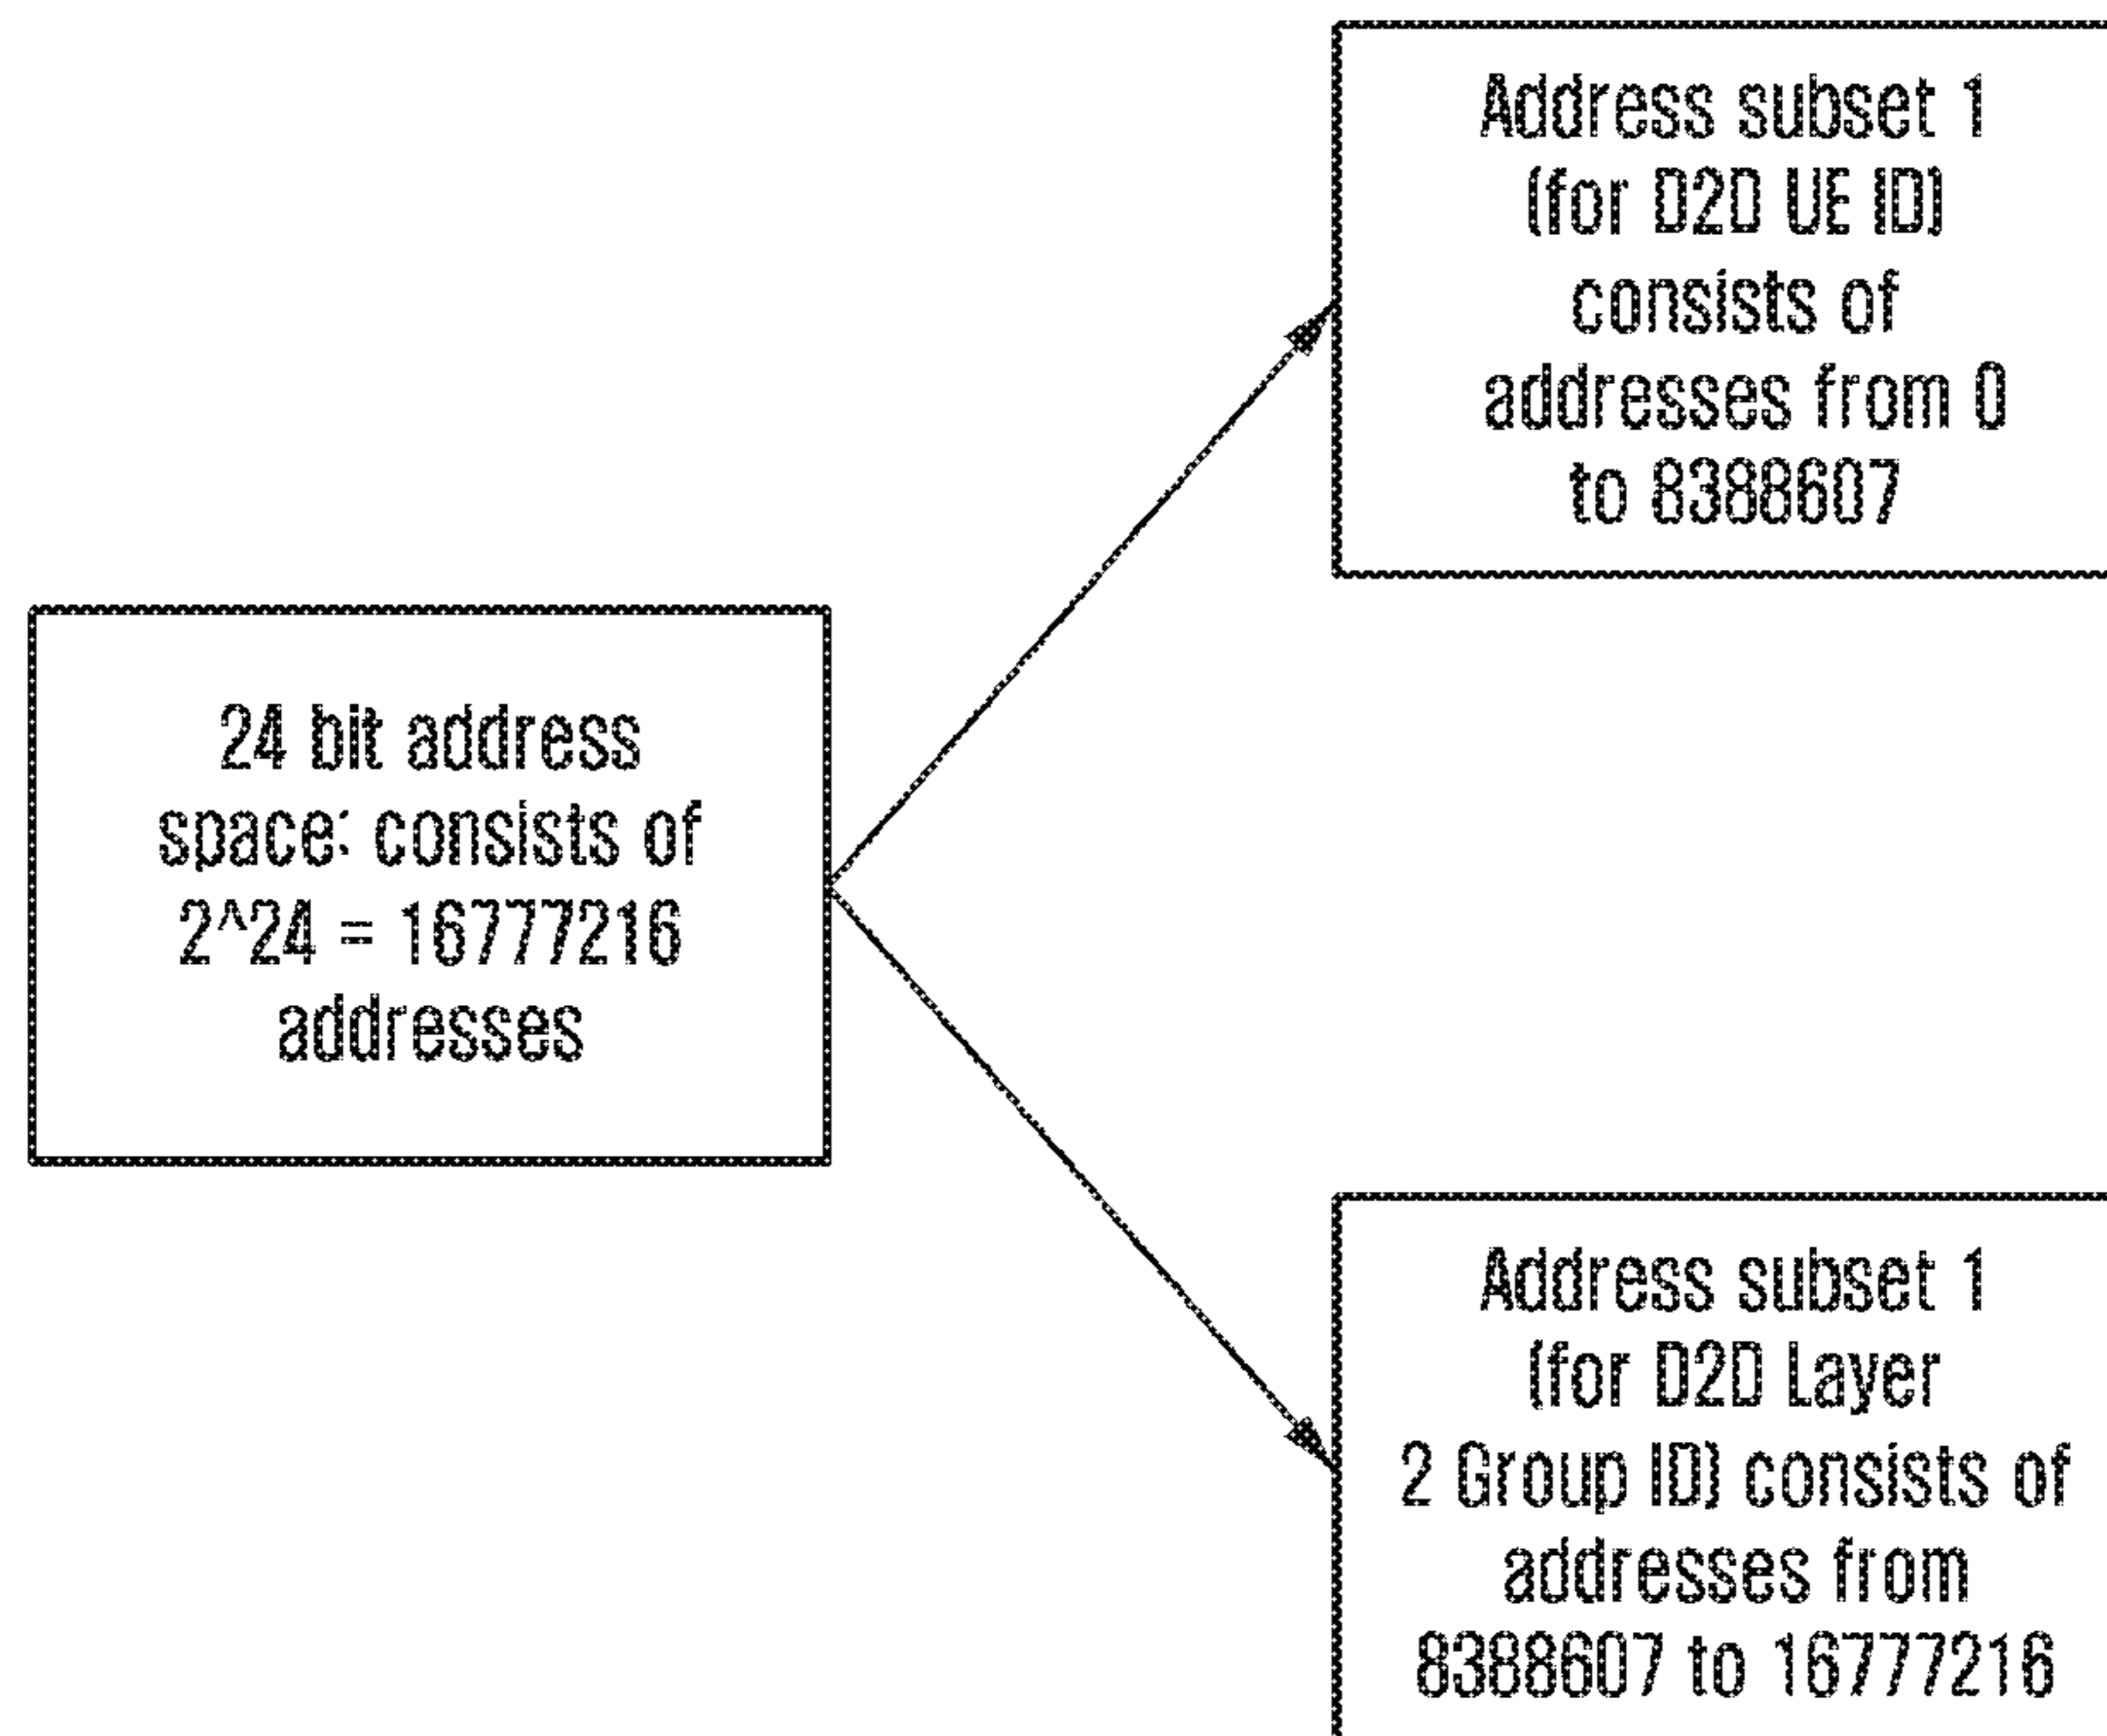 Address subset 1
(for D2D UE ID)
consists of
addresses from 0
to 8388607
24 bit address
space: consists of
2^24 = 16777216
addresses
Address subset 1
(for D2D Layer
2 Group ID) consists of
addresses from
8388607 to 16777216